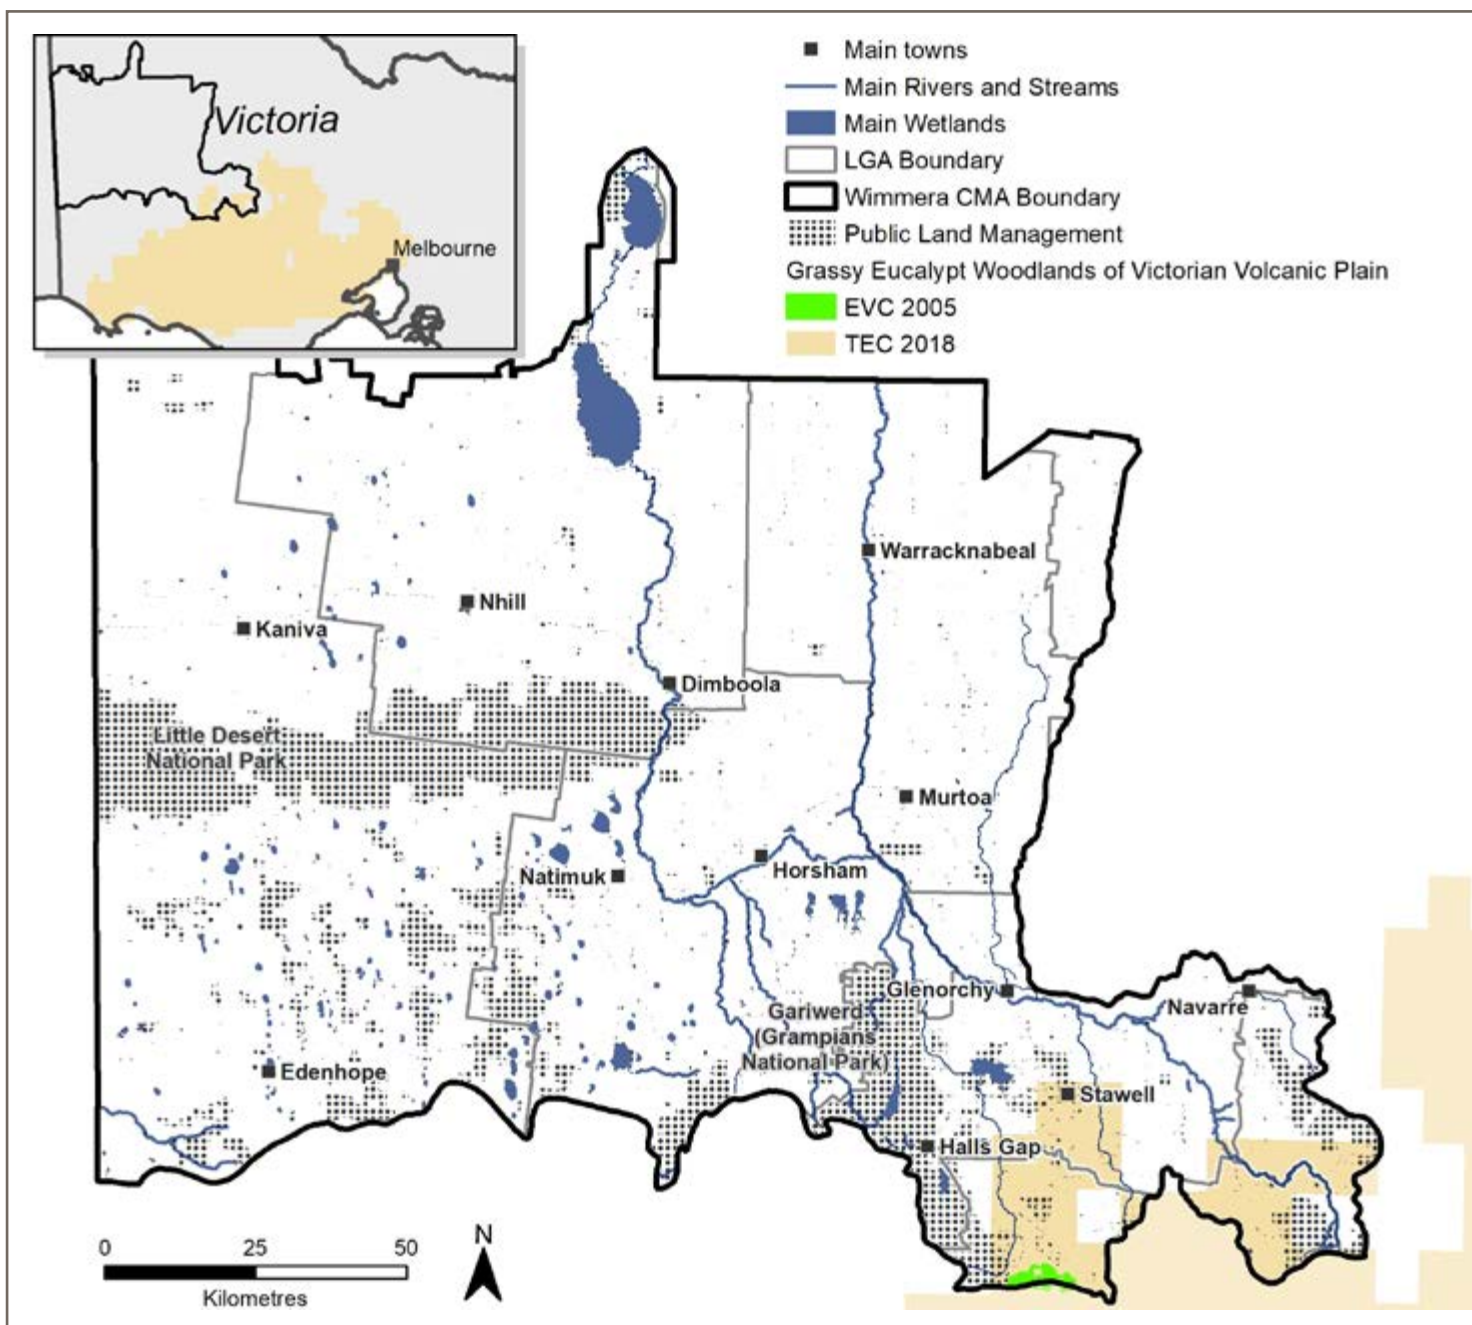 Victoria
Melbourne
Main towns
Main Rivers and Streams
Main Wetlands
LGA Boundary
Wimmera CMA Boundary
Public Land Management
Grassy Eucalypt Woodlands of Victorian Volcanic Plain
EVC 2005
TEC 2018
Warracknabeal
Nhill
Kaniva
Dimboola
Little Desert
National Park
Murtoa
Horsham
Natimuk
Glenorchy
Navarre
Gariwerd
(Grampians
National Park)
Edenhope
Stawell
Halls Gap
N
0 25 50
Kilometres